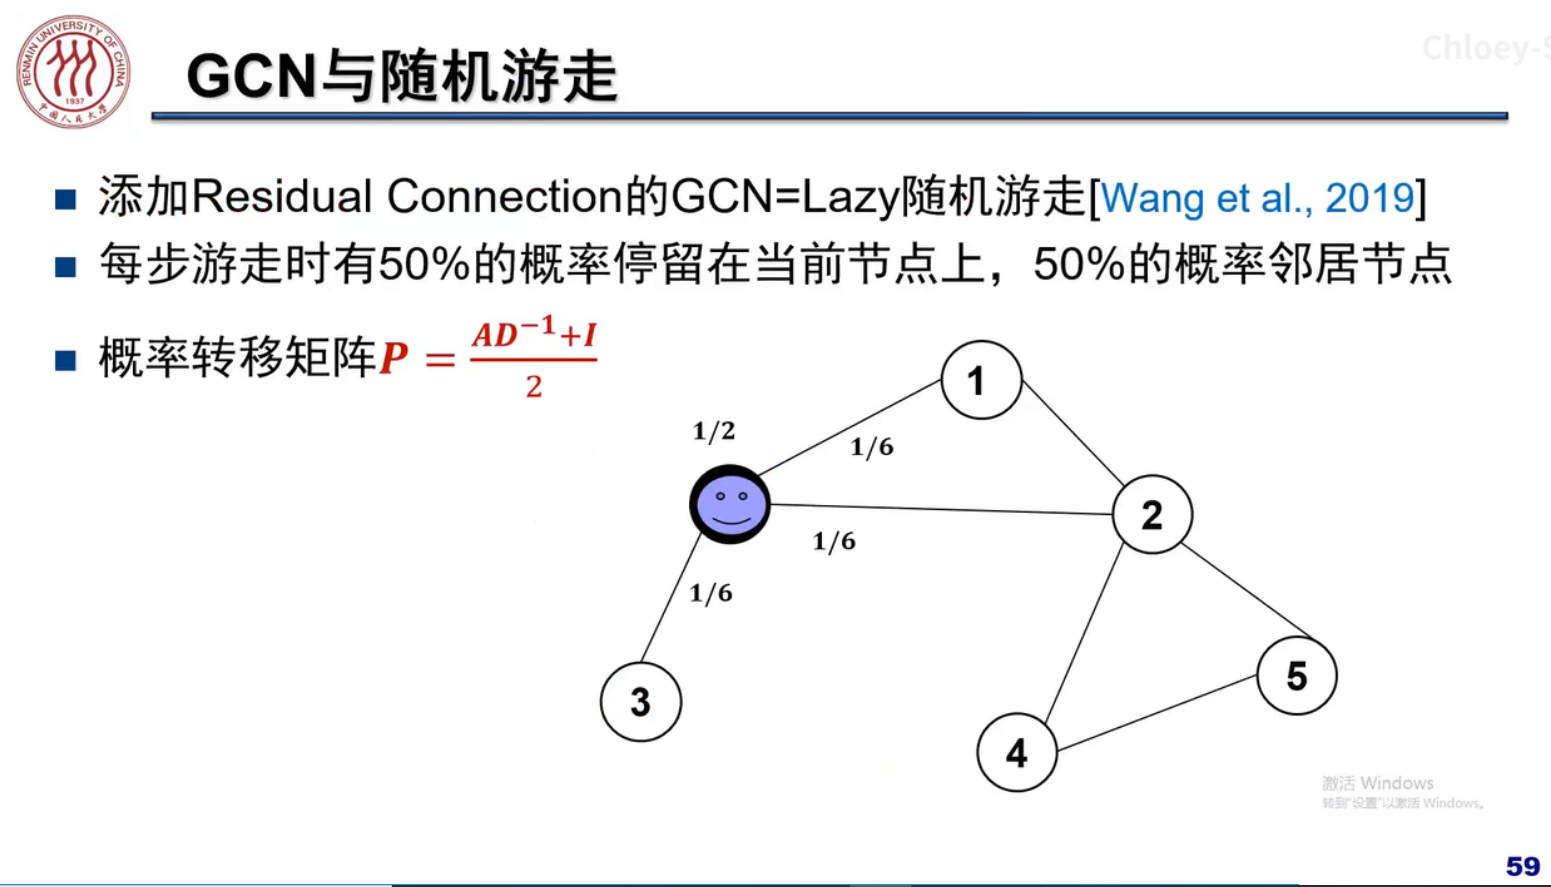 RENMIN UNIVERSITY OF CHINA
1937
中国人民大学
GCN与随机游走
Chloey-S
添加Residual Connection的GCN=Lazy随机游走[Wang et al., 2019]
每步游走时有50%的概率停留在当前节点上，50%的概率邻居节点
概率转移矩阵P = (AD⁻¹+I)/2
1
1/2
1/6
2
1/6
1/6
5
3
4
激活 Windows
转到"设置"以激活 Windows。
59